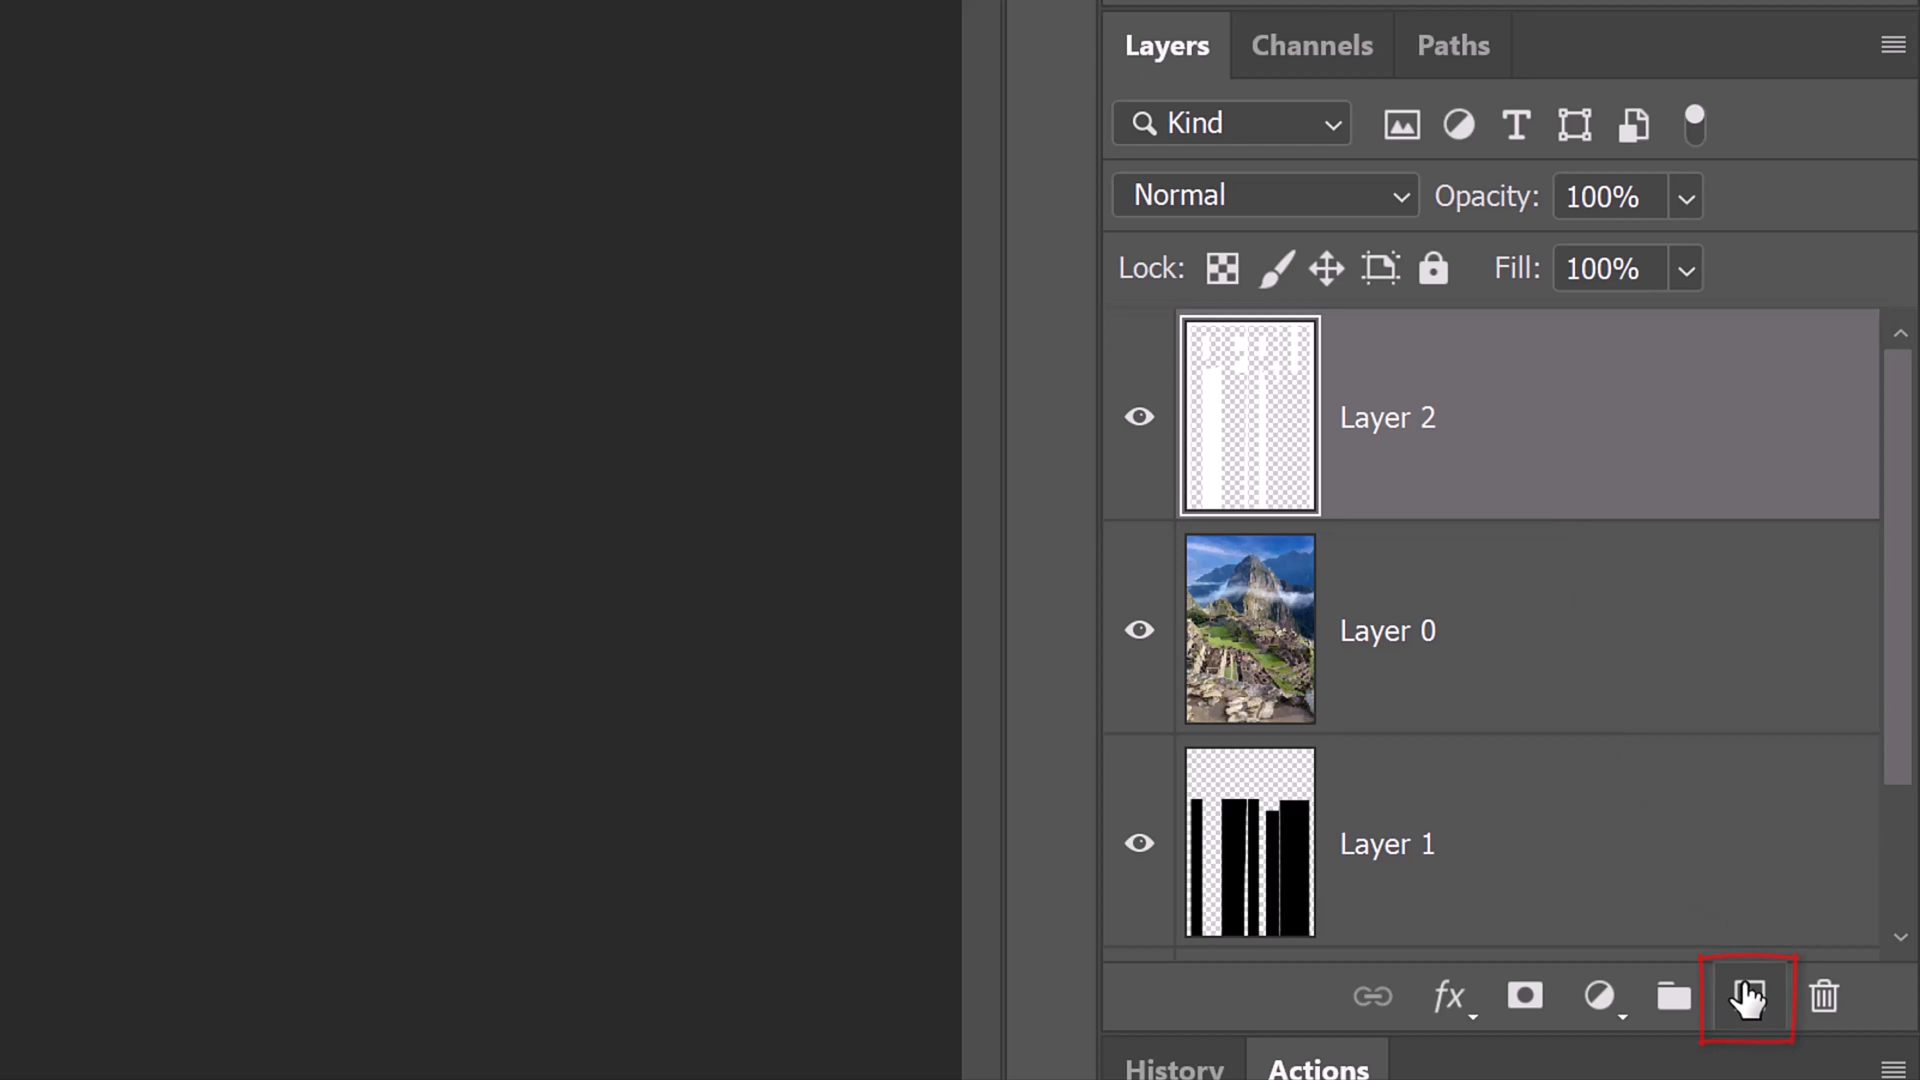 Layers Channels Paths
Kind
Normal Opacity: 100%
Lock: Fill: 100%
Layer 2
Layer 0
Layer 1
fx
History Actions